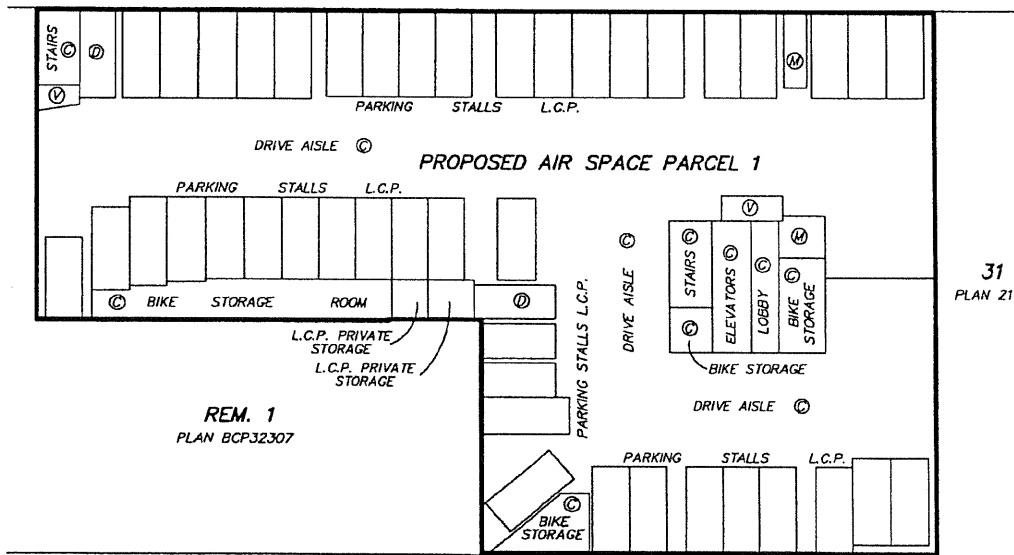 STAIRS
Ⓒ
Ⓓ
Ⓥ
Ⓜ
PARKING STALLS L.C.P.
DRIVE AISLE Ⓒ
PROPOSED AIR SPACE PARCEL 1
PARKING STALLS L.C.P.
Ⓒ BIKE STORAGE ROOM
Ⓓ
L.C.P. PRIVATE
STORAGE
L.C.P. PRIVATE
STORAGE
PARKING STALLS L.C.P.
DRIVE AISLE Ⓒ
Ⓥ
STAIRS Ⓒ
ELEVATORS Ⓒ
LOBBY Ⓒ
Ⓜ
Ⓒ
BIKE
STORAGE
Ⓒ
BIKE STORAGE
31
PLAN 21
DRIVE AISLE Ⓒ
REM. 1
PLAN BCP32307
PARKING STALLS L.C.P.
Ⓒ
BIKE
STORAGE